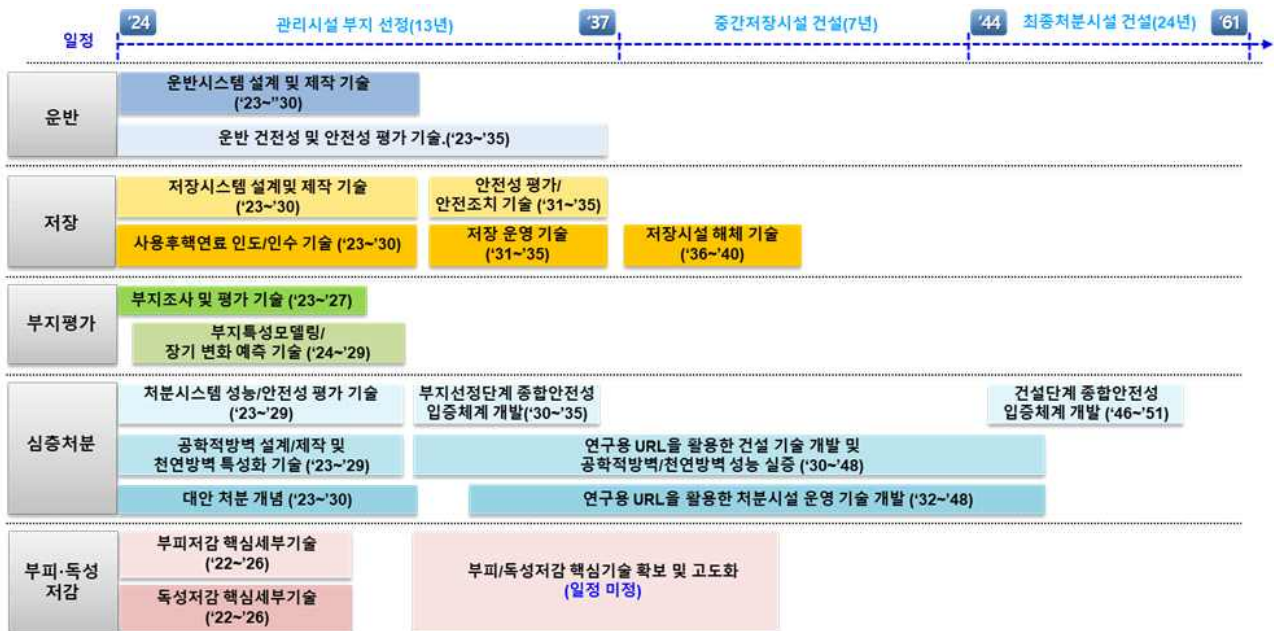 일정
‘24
관리시설 부지 선정(13년)
‘37
중간저장시설 건설(7년)
‘44
최종처분시설 건설(24년)
‘61
운반
운반시스템 설계 및 제작 기술
(‘23~’’30)
운반 건전성 및 안전성 평가 기술.(‘23~’35)
저장
저장시스템 설계및 제작 기술
(‘23~’30)
안전성 평가/
안전조치 기술 (‘31~’35)
사용후핵연료 인도/인수 기술 (‘23~’30)
저장 운영 기술
(‘31~’35)
저장시설 해체 기술
(‘36~’40)
부지평가
부지조사 및 평가 기술 (‘23~’27)
부지특성모델링/
장기 변화 예측 기술 (‘24~’29)
심층처분
처분시스템 성능/안전성 평가 기술
(‘23~’29)
부지선정단계 종합안전성
입증체계 개발(‘30~’35)
건설단계 종합안전성
입증체계 개발 (‘46~’51)
공학적방벽 설계/제작 및
천연방벽 특성화 기술 (‘23~’29)
연구용 URL을 활용한 건설 기술 개발 및
공학적방벽/천연방벽 성능 실증 (‘30~’48)
대안 처분 개념 (‘23~’30)
연구용 URL을 활용한 처분시설 운영 기술 개발 (‘32~’48)
부피·독성
저감
부피저감 핵심세부기술
(‘22~’26)
독성저감 핵심세부기술
(‘22~’26)
부피/독성저감 핵심기술 확보 및 고도화
(일정 미정)